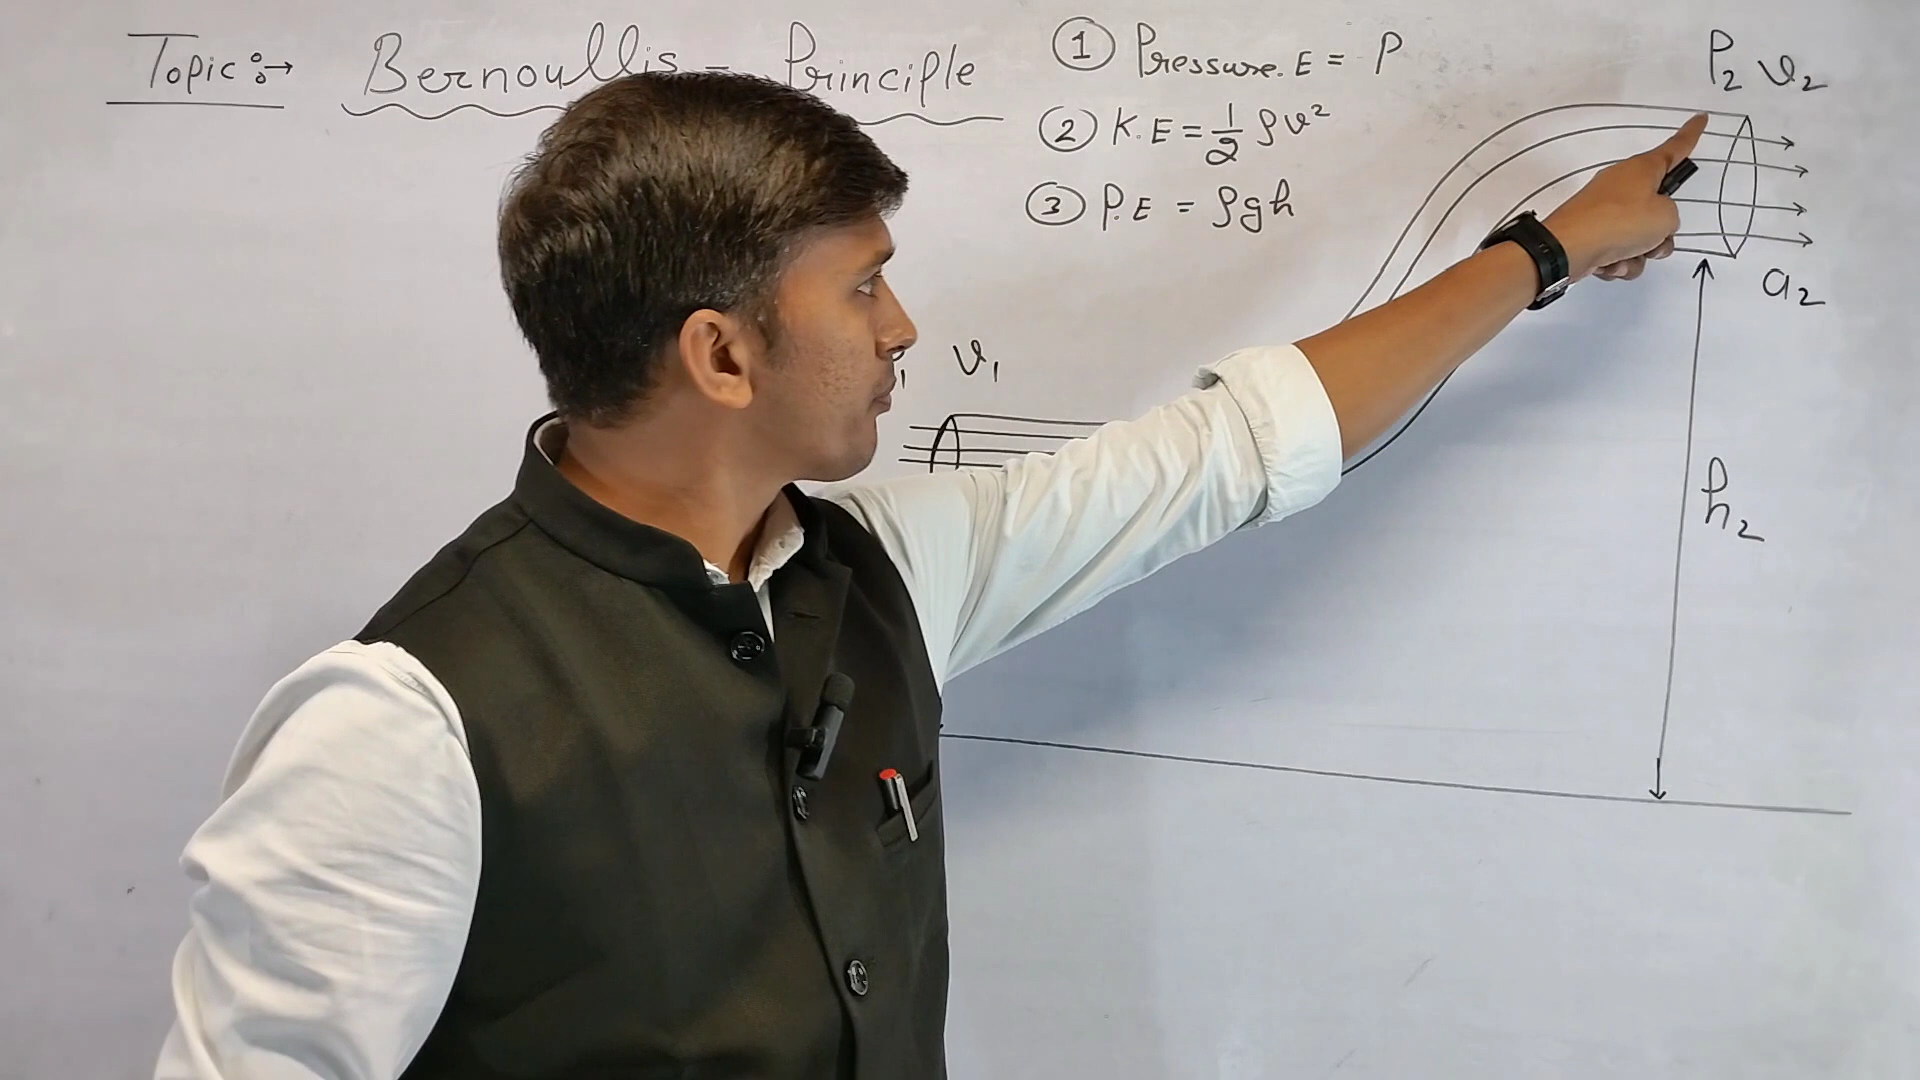 Topic :→ Bernoullis - Principle
① Pressure.E = P
② K.E = 1/2 ρv²
③ P.E = ρgh
P₂ v₂
a₂
v₁
h₂